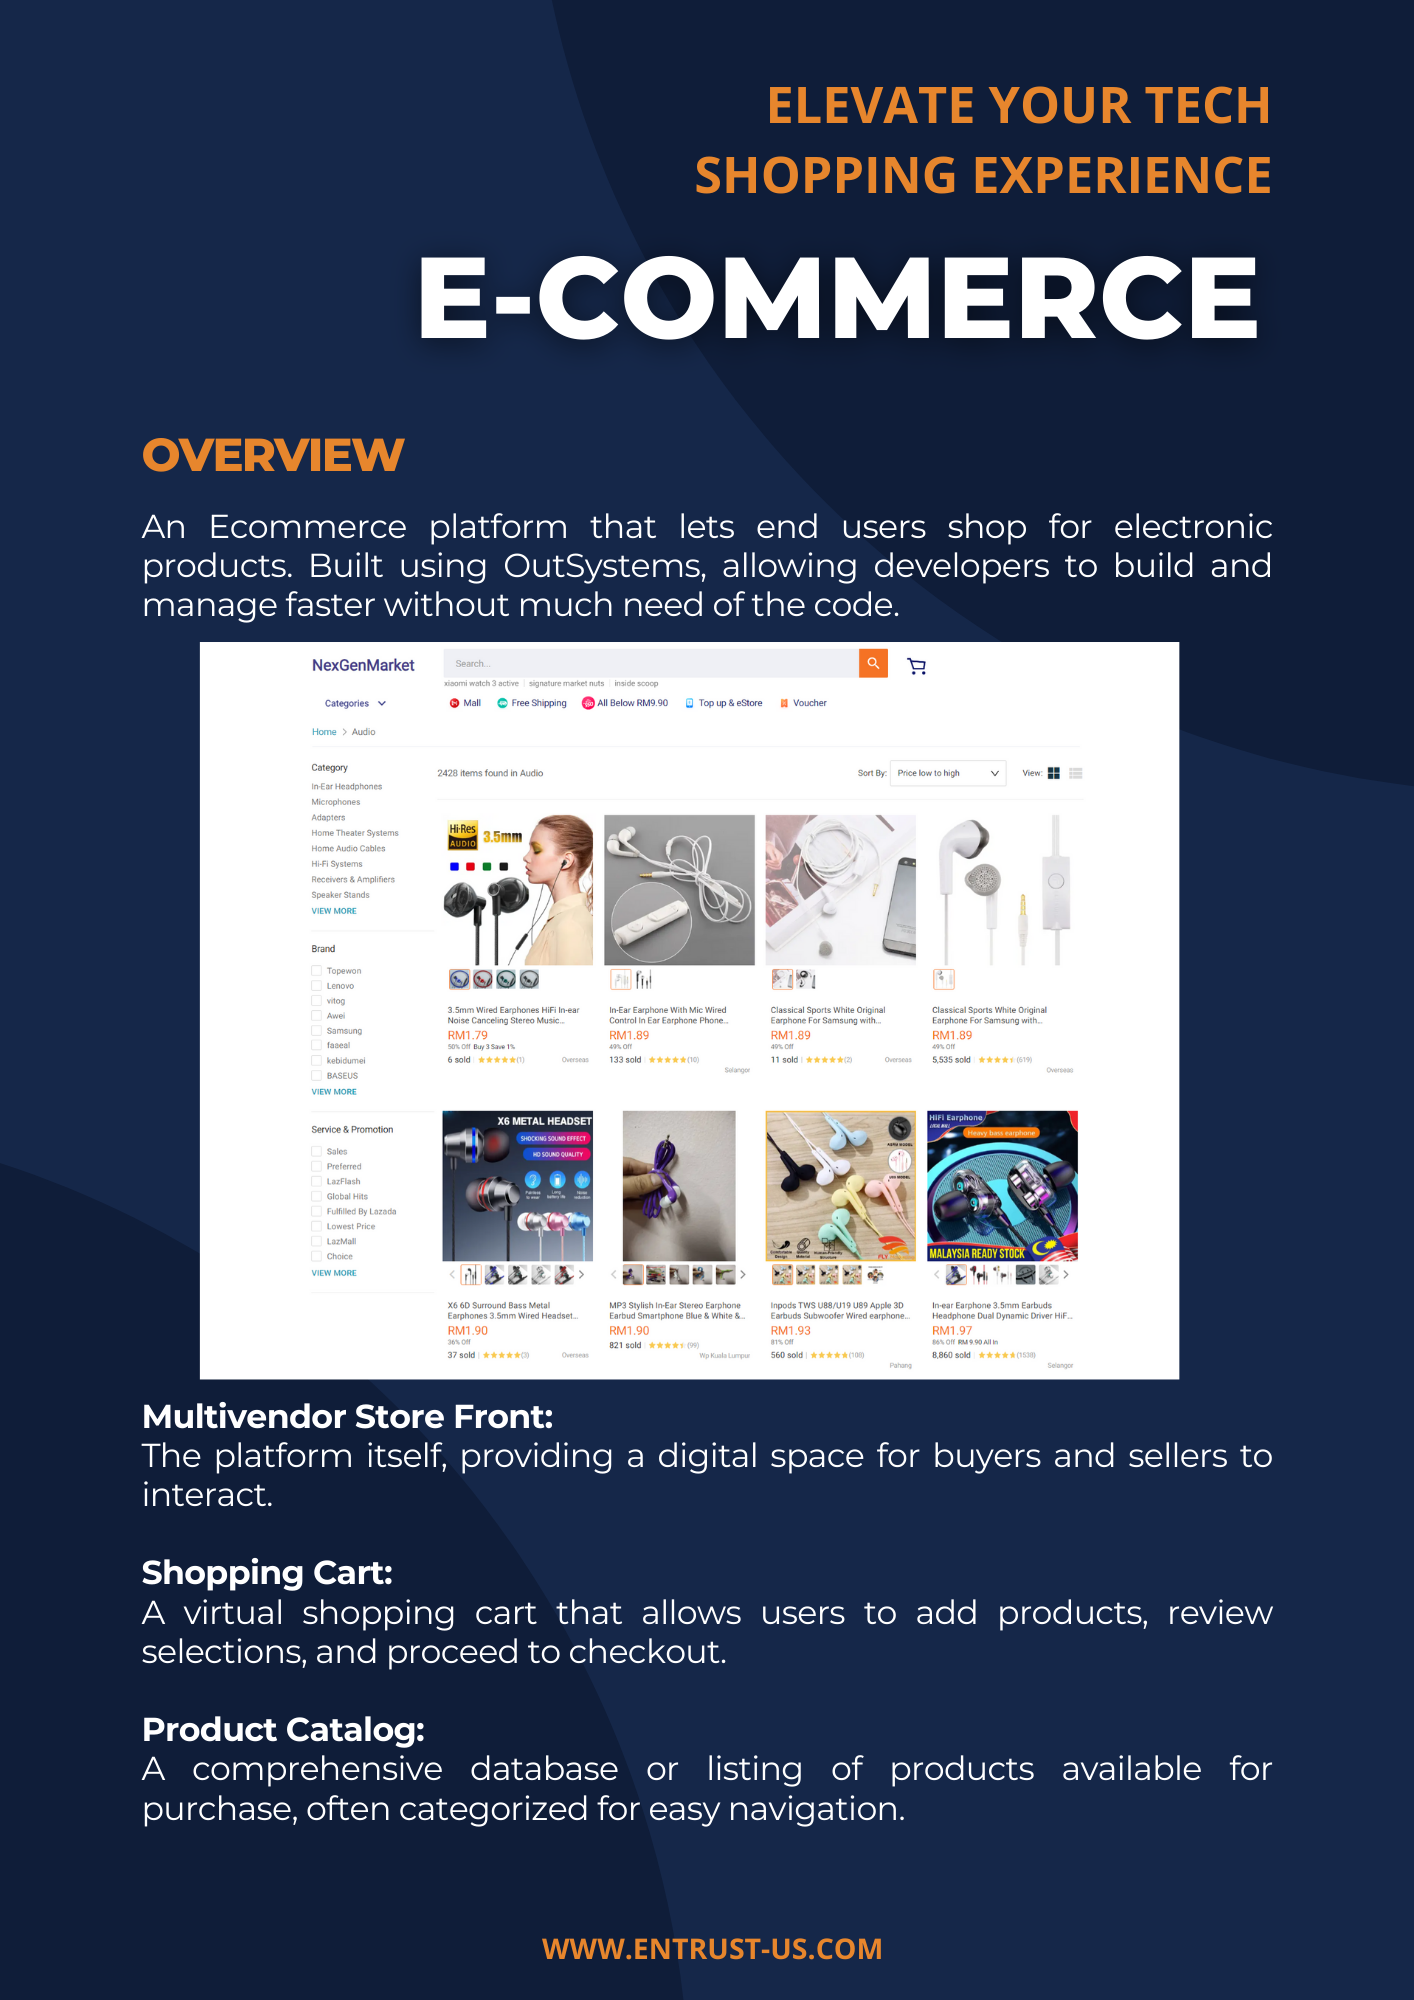 ELEVATE YOUR TECH
SHOPPING EXPERIENCE
E-COMMERCE
OVERVIEW
An Ecommerce platform that lets end users shop for electronic
products. Built using OutSystems, allowing developers to build and
manage faster without much need of the code.
NexGenMarket
Search...
xiaomi watch 3 active | signature market nuts | inside scoop
Categories
Mall
Free Shipping
All Below RM9.90
Top up & eStore
Voucher
Home > Audio
Category
In-Ear Headphones
Microphones
Adapters
Home Theater Systems
Home Audio Cables
Hi-Fi Systems
Receivers & Amplifiers
Speaker Stands
VIEW MORE
Brand
Topewon
Lenovo
vitog
Awei
Samsung
faseal
kebidumei
BASEUS
VIEW MORE
Service & Promotion
Sales
Preferred
LazFlash
Global Hits
Fulfilled By Lazada
Lowest Price
LazMall
Choice
VIEW MORE
2428 items found in Audio
Sort By: Price low to high
View:
Hi-Res
AUDIO
3.5mm
3.5mm Wired Earphones HiFi In-ear
Noise Canceling Stereo Music...
RM1.79
50% Off Buy 3 Save 1%
6 sold | (1) Overseas
In-Ear Earphone With Mic Wired
Control In Ear Earphone Phone...
RM1.89
49% Off
133 sold | (10)
Selangor
Classical Sports White Original
Earphone For Samsung with...
RM1.89
49% Off
11 sold | (2) Overseas
Classical Sports White Original
Earphone For Samsung with...
RM1.89
49% Off
5,535 sold | (619)
Overseas
X6 METAL HEADSET
SHOCKING SOUND EFFECT
HD SOUND QUALITY
Painless
to wear
Long
battery life
Noise
reduction
X6 6D Surround Bass Metal
Earphones 3.5mm Wired Headset...
RM1.90
36% Off
37 sold | (3) Overseas
MP3 Stylish In-Ear Stereo Earphone
Earbud Smartphone Blue & White &...
RM1.90
821 sold | (99)
Wp Kuala Lumpur
FLY
Inpods TWS U88/U19 U89 Apple 3D
Earbuds Subwoofer Wired earphone...
RM1.93
81% Off
560 sold | (100)
Pahang
HiFi Earphone
Heavy bass earphone
MALAYSIA READY STOCK
In-ear Earphone 3.5mm Earbuds
Headphone Dual Dynamic Driver HiF...
RM1.97
86% Off RM 9.90 All In
8,860 sold | (1538)
Selangor
Multivendor Store Front:
The platform itself, providing a digital space for buyers and sellers to
interact.
Shopping Cart:
A virtual shopping cart that allows users to add products, review
selections, and proceed to checkout.
Product Catalog:
A comprehensive database or listing of products available for
purchase, often categorized for easy navigation.
WWW.ENTRUST-US.COM